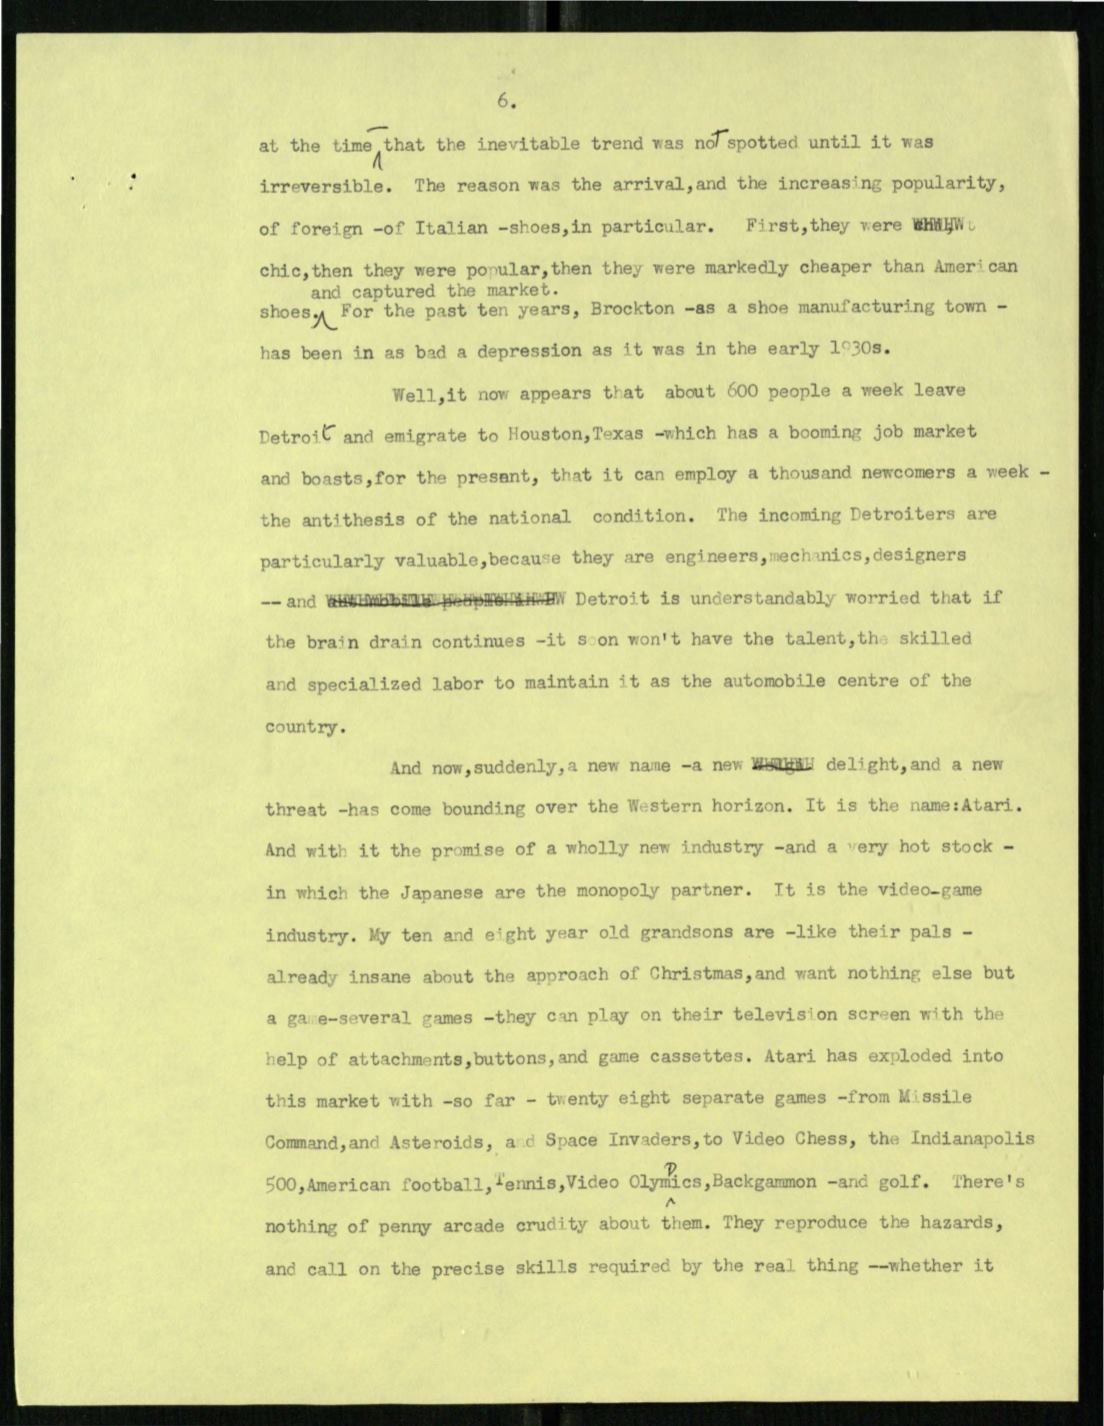 6.
at the time that the inevitable trend was not spotted until it was
irreversible. The reason was the arrival,and the increasing popularity,
of foreign -of Italian -shoes,in particular. First,they were
chic,then they were popular,then they were markedly cheaper than American
and captured the market.
shoes. For the past ten years, Brockton -as a shoe manufacturing town -
has been in as bad a depression as it was in the early 1930s.
Well,it now appears that about 600 people a week leave
Detroit and emigrate to Houston,Texas -which has a booming job market
and boasts,for the present, that it can employ a thousand newcomers a week -
the antithesis of the national condition. The incoming Detroiters are
particularly valuable,because they are engineers,mechanics,designers
--and Detroit is understandably worried that if
the brain drain continues -it soon won't have the talent,the skilled
and specialized labor to maintain it as the automobile centre of the
country.
And now,suddenly,a new name -a new delight,and a new
threat -has come bounding over the Western horizon. It is the name:Atari.
And with it the promise of a wholly new industry -and a very hot stock -
in which the Japanese are the monopoly partner. It is the video-game
industry. My ten and eight year old grandsons are -like their pals -
already insane about the approach of Christmas,and want nothing else but
a game-several games -they can play on their television screen with the
help of attachments,buttons,and game cassettes. Atari has exploded into
this market with -so far - twenty eight separate games -from Missile
Command,and Asteroids, and Space Invaders,to Video Chess, the Indianapolis
500,American football,Tennis,Video Olympics,Backgammon -and golf. There's
nothing of penny arcade crudity about them. They reproduce the hazards,
and call on the precise skills required by the real thing --whether it